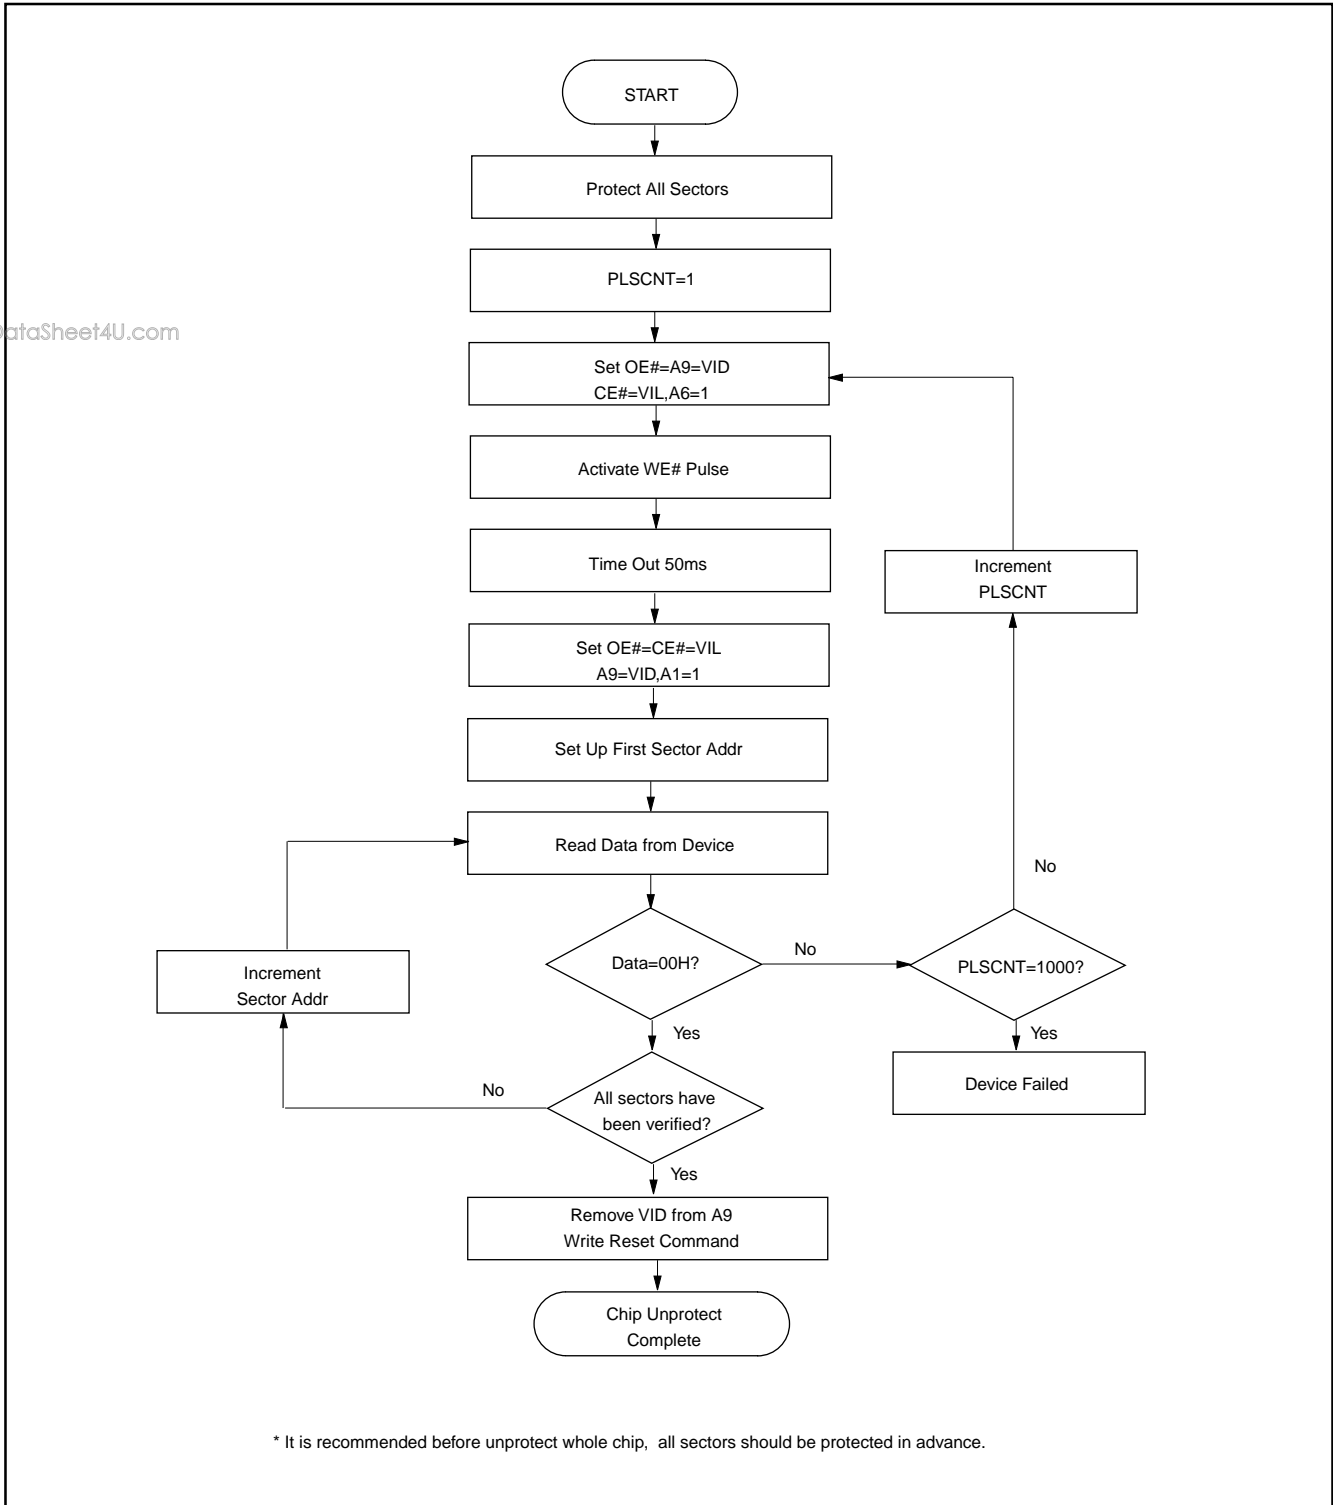 START
Protect All Sectors
PLSCNT=1
DataSheet4U.com
Set OE#=A9=VID
CE#=VIL,A6=1
Activate WE# Pulse
Time Out 50ms
Increment
PLSCNT
Set OE#=CE#=VIL
A9=VID,A1=1
Set Up First Sector Addr
Read Data from Device
No
No
Data=00H?
PLSCNT=1000?
Increment
Sector Addr
Yes
Yes
Device Failed
No
All sectors have
been verified?
Yes
Remove VID from A9
Write Reset Command
Chip Unprotect
Complete
* It is recommended before unprotect whole chip, all sectors should be protected in advance.